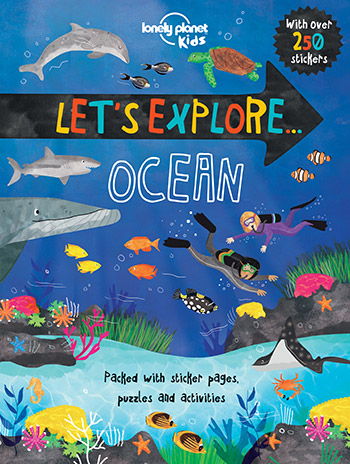 lonely planet
Kids
With over
250
stickers
LET'S EXPLORE...
OCEAN
Packed with sticker pages,
puzzles and activities